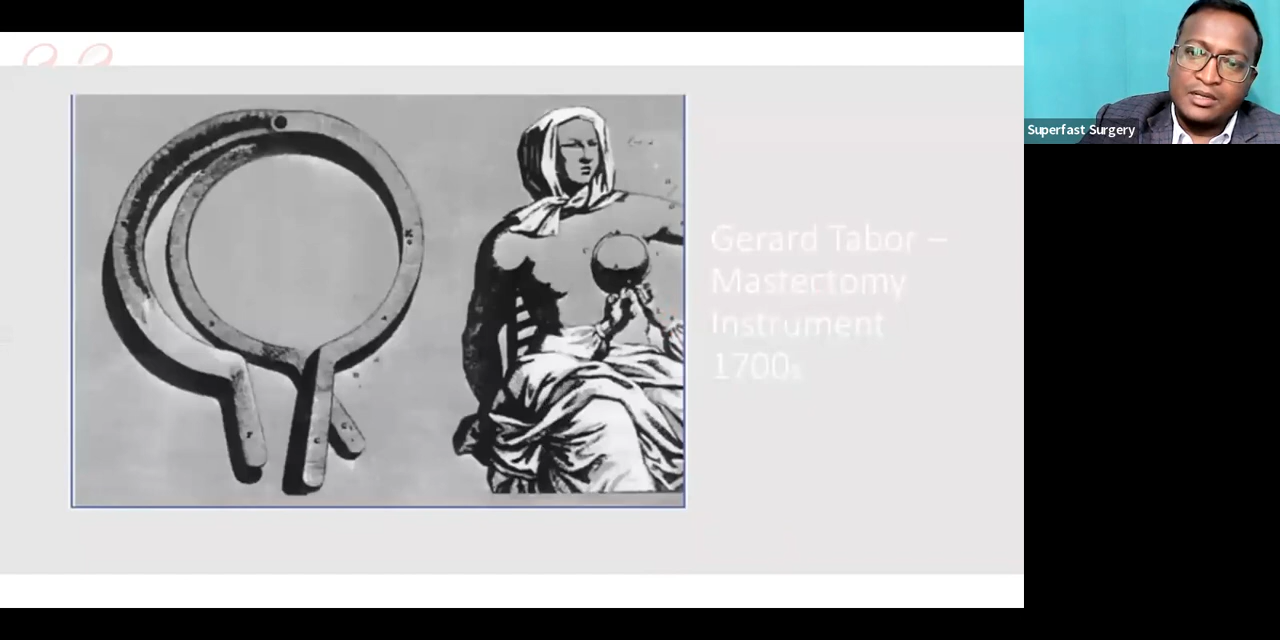 Gerard Tabor –
Mastectomy
Instrument
1700s
Superfast Surgery